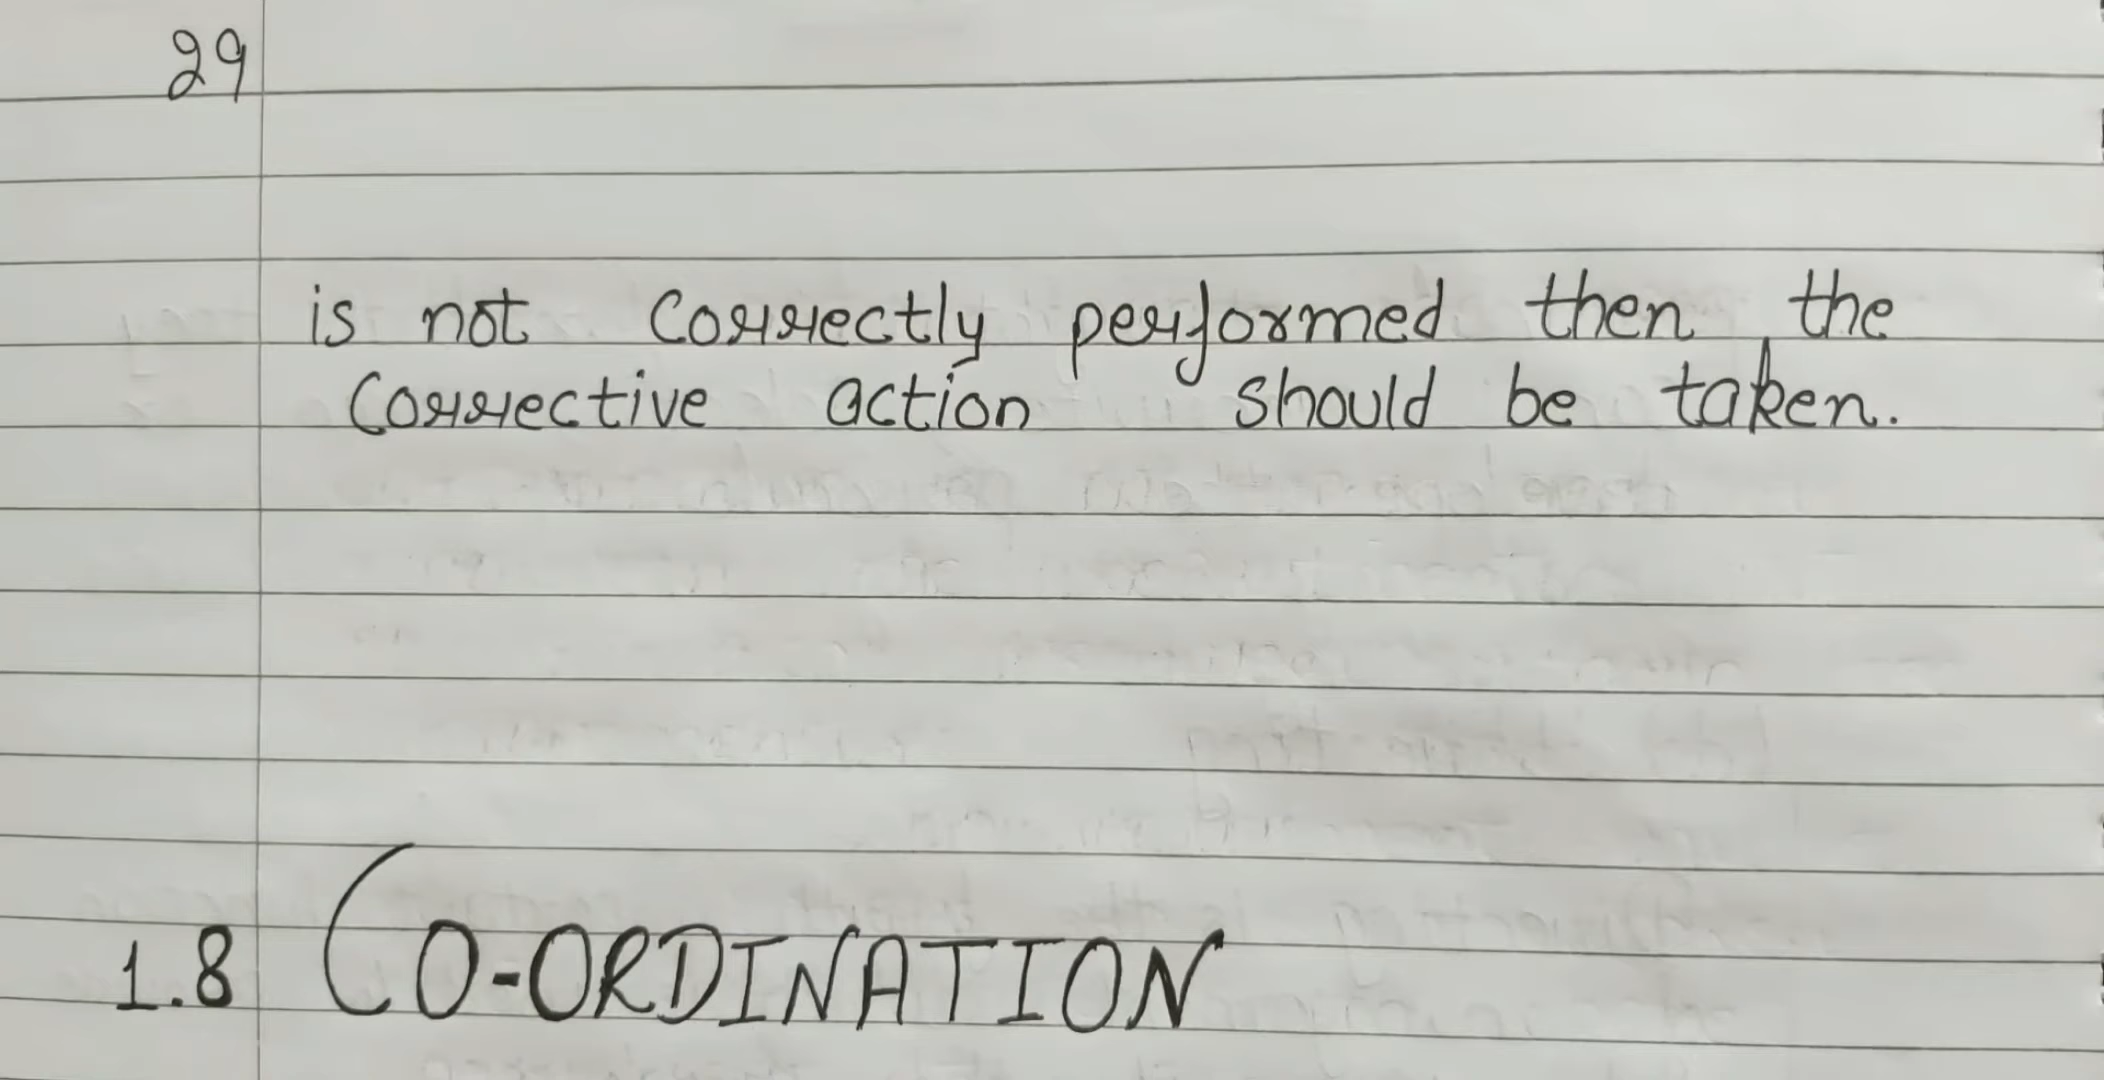 29
is not correctly performed then the
corrective action should be taken.
1.8 CO-ORDINATION